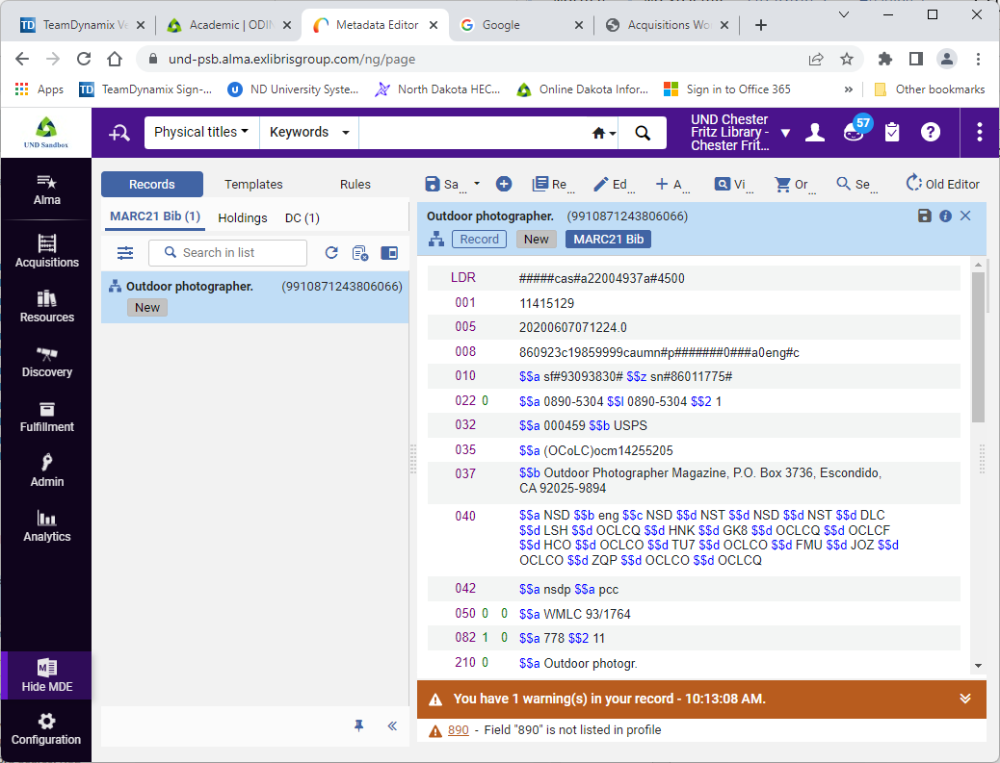 TD TeamDynamix Ve
Academic | ODIN
Metadata Editor
Google
Acquisitions Wo
und-psb.alma.exlibrisgroup.com/ng/page
Apps
TD TeamDynamix Sign-...
ND University Syste...
North Dakota HEC...
Online Dakota Infor...
Sign in to Office 365
»
Other bookmarks
UND Sandbox
Physical titles
Keywords
UND Chester
Fritz Library -
Chester Frit...
57
Alma
Acquisitions
Resources
Discovery
Fulfillment
Admin
Analytics
Hide MDE
Configuration
Records
Templates
Rules
MARC21 Bib (1)
Holdings
DC (1)
Search in list
Outdoor photographer. (9910871243806066)
New
Sa...
Re...
Ed...
A...
Vi...
Or...
Se...
Old Editor
Outdoor photographer. (9910871243806066)
Record New MARC21 Bib
LDR #####cas#a22004937a#4500
001 11415129
005 20200607071224.0
008 860923c19859999caumn#p#######0###a0eng#c
010 $$a sf#93093830# $$z sn#86011775#
022 0 $$a 0890-5304 $$l 0890-5304 $$2 1
032 $$a 000459 $$b USPS
035 $$a (OCoLC)ocm14255205
037 $$b Outdoor Photographer Magazine, P.O. Box 3736, Escondido,
CA 92025-9894
040 $$a NSD $$b eng $$c NSD $$d NST $$d NSD $$d NST $$d DLC
$$d LSH $$d OCLCQ $$d HNK $$d GK8 $$d OCLCQ $$d OCLCF
$$d HCO $$d OCLCO $$d TU7 $$d OCLCO $$d FMU $$d JOZ $$d
OCLCO $$d ZQP $$d OCLCO $$d OCLCQ
042 $$a nsdp $$a pcc
050 0 0 $$a WMLC 93/1764
082 1 0 $$a 778 $$2 11
210 0 $$a Outdoor photogr.
You have 1 warning(s) in your record - 10:13:08 AM.
890 - Field "890" is not listed in profile